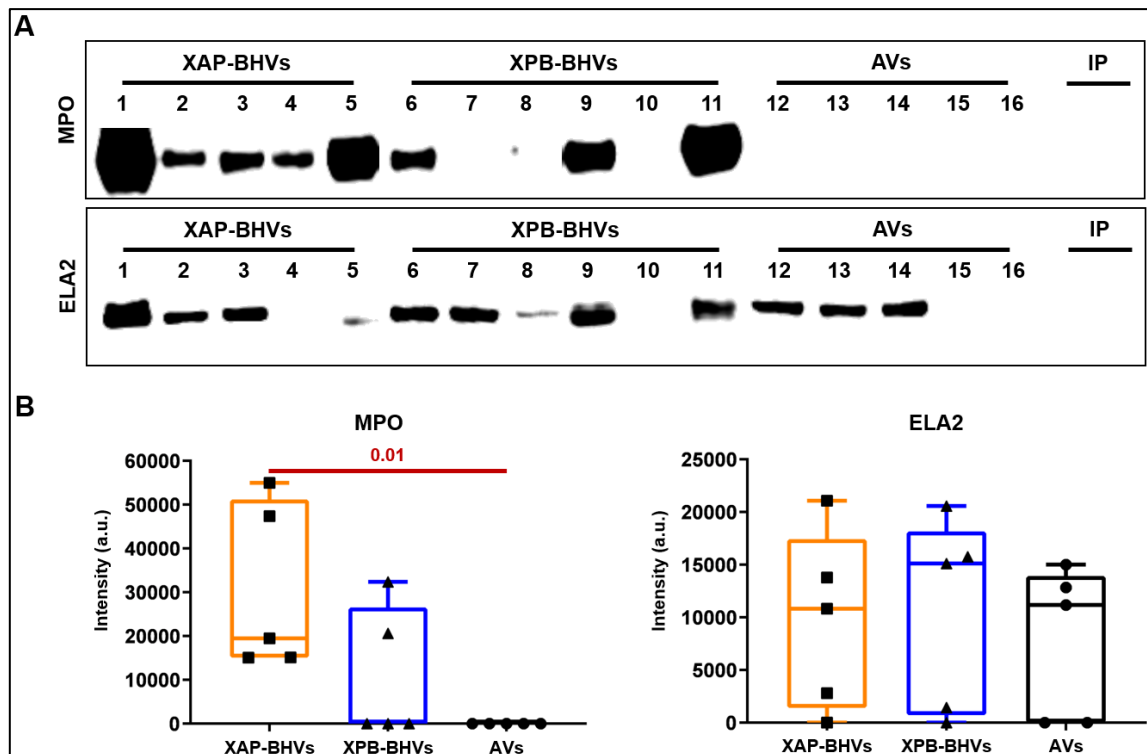 A
XAP-BHVs XPB-BHVs AVs IP
1 2 3 4 5 6 7 8 9 10 11 12 13 14 15 16
MPO
XAP-BHVs XPB-BHVs AVs IP
1 2 3 4 5 6 7 8 9 10 11 12 13 14 15 16
ELA2
B
MPO
0.01
60000
50000
40000
30000
20000
10000
0
Intensity (a.u.)
XAP-BHVs XPB-BHVs AVs
ELA2
25000
20000
15000
10000
5000
0
Intensity (a.u.)
XAP-BHVs XPB-BHVs AVs